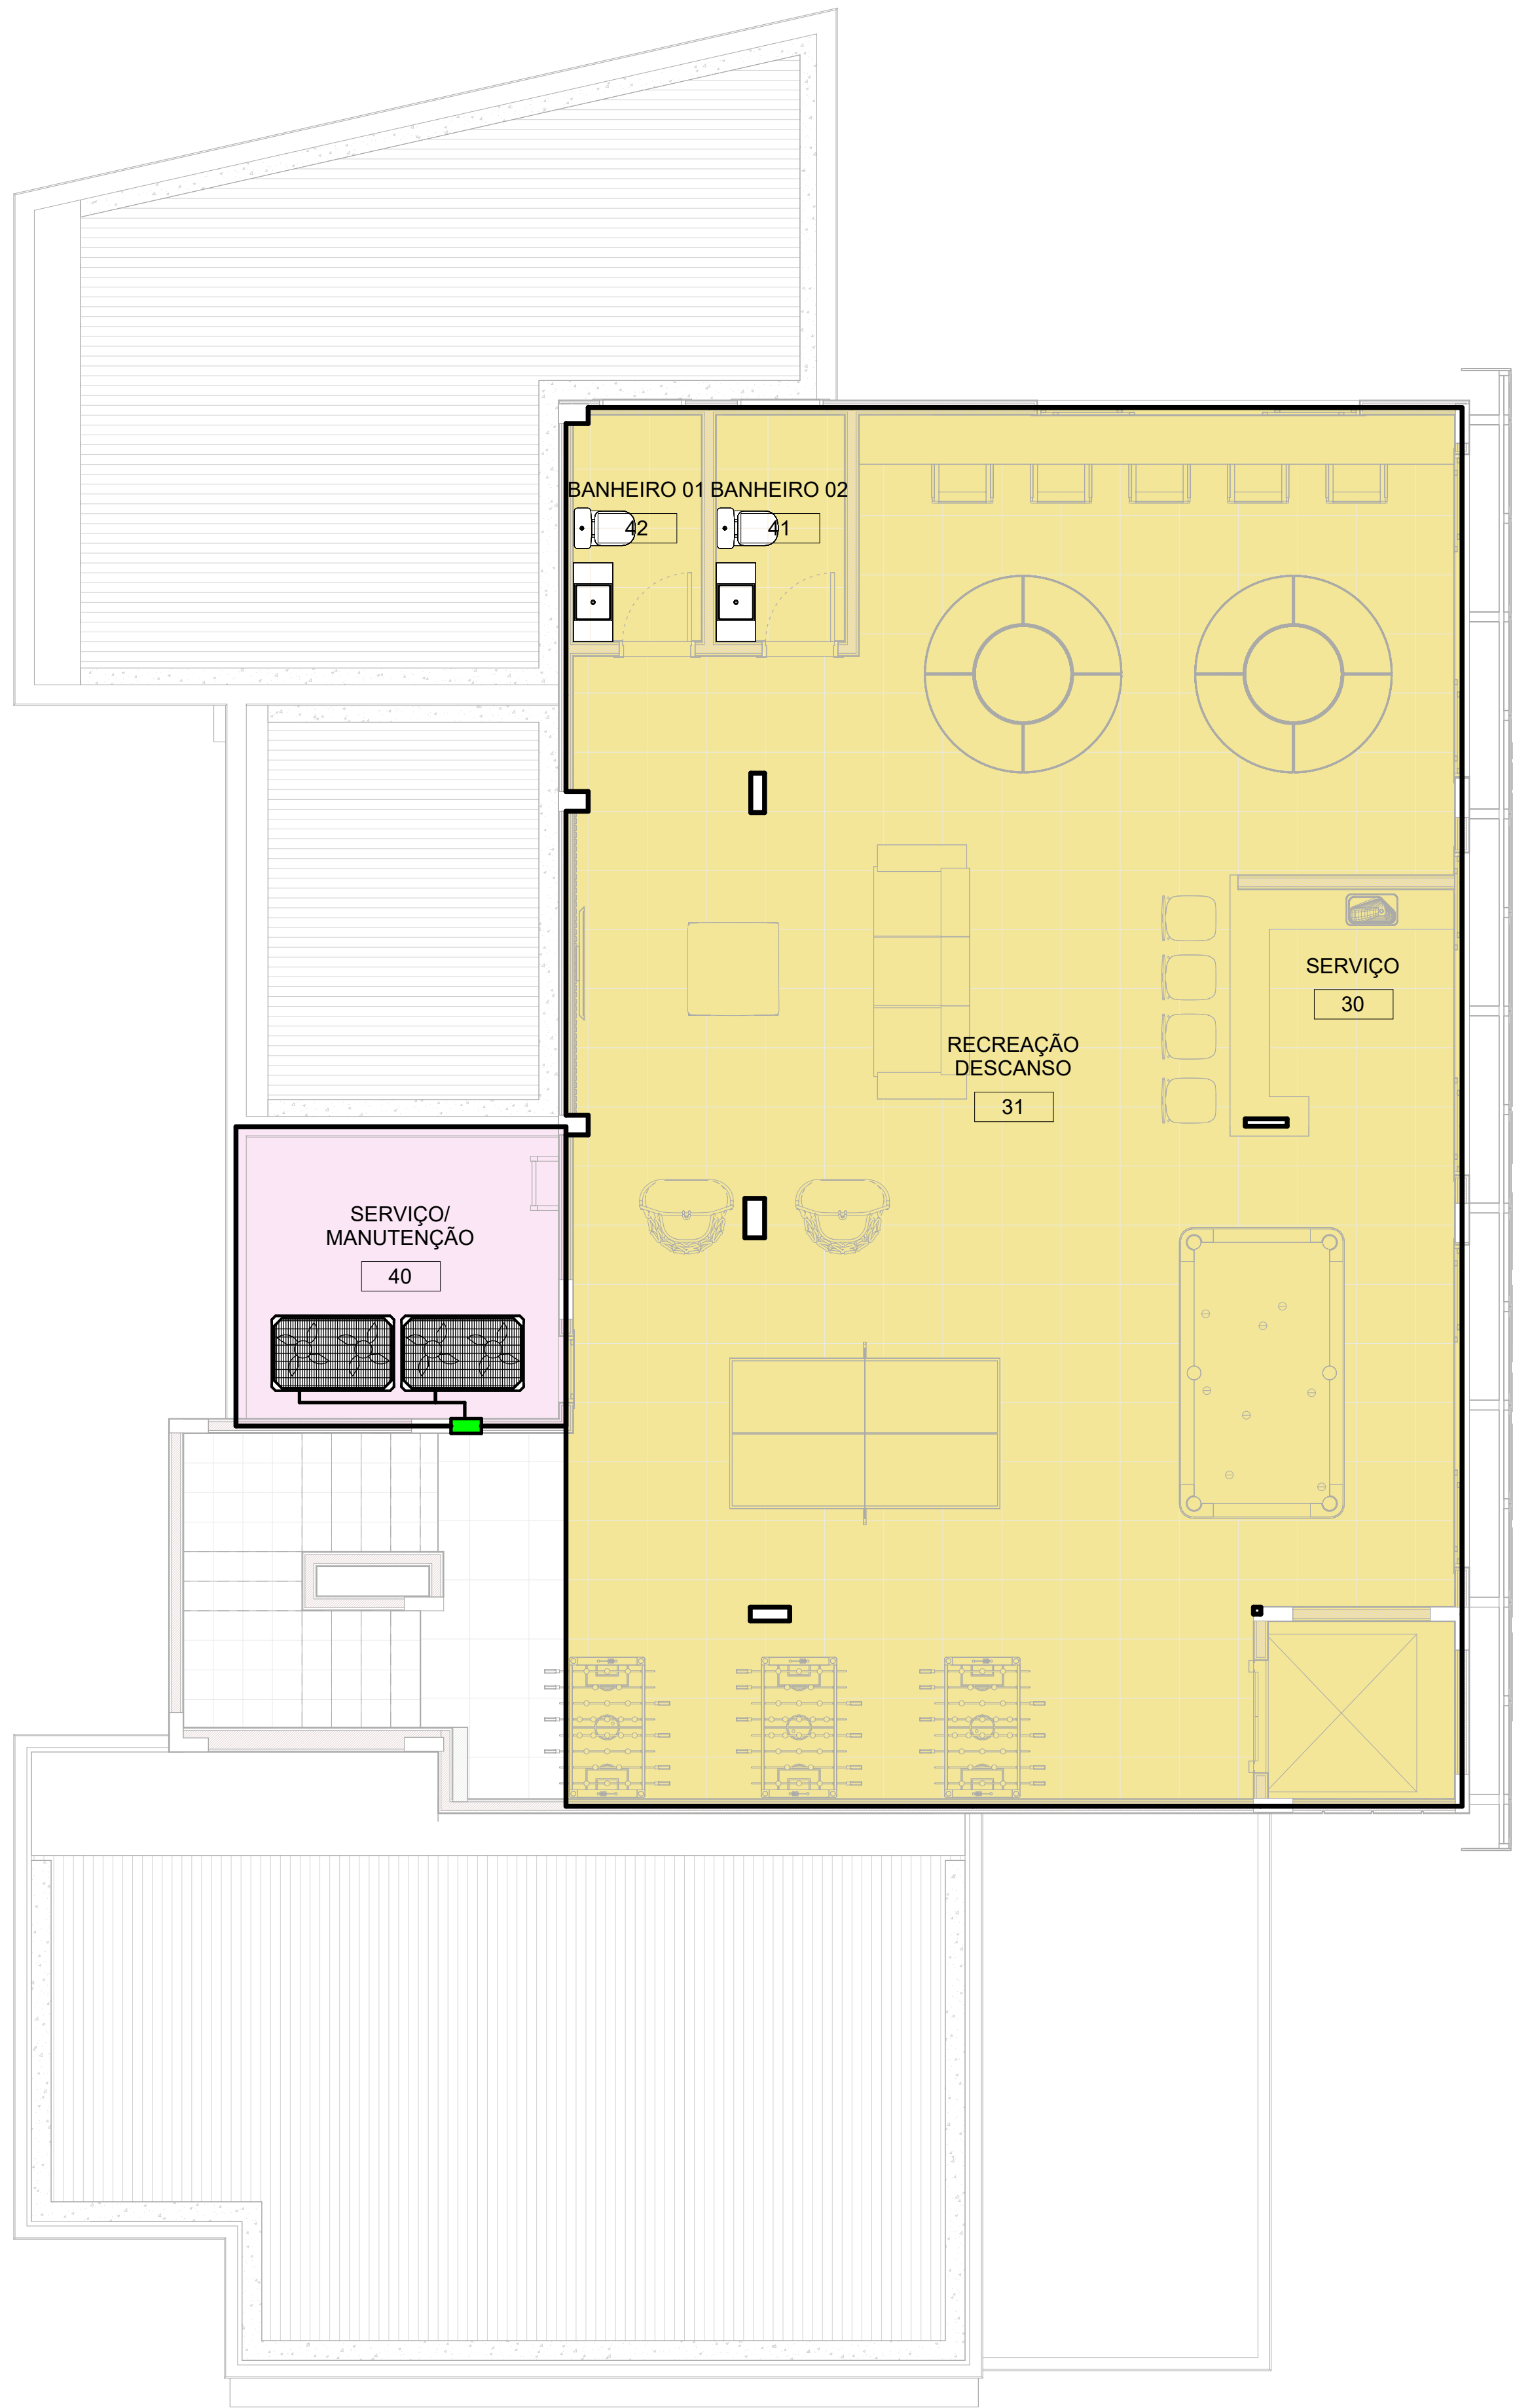 BANHEIRO 01
42
BANHEIRO 02
41
SERVIÇO
30
RECREAÇÃO
DESCANSO
31
SERVIÇO/
MANUTENÇÃO
40